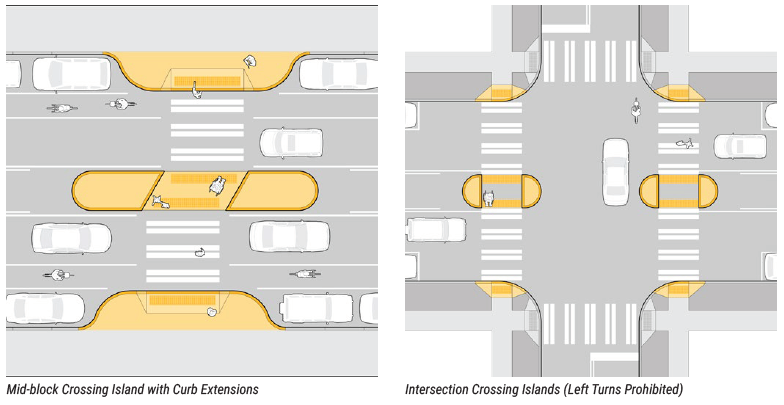 Mid-block Crossing Island with Curb Extensions
Intersection Crossing Islands (Left Turns Prohibited)